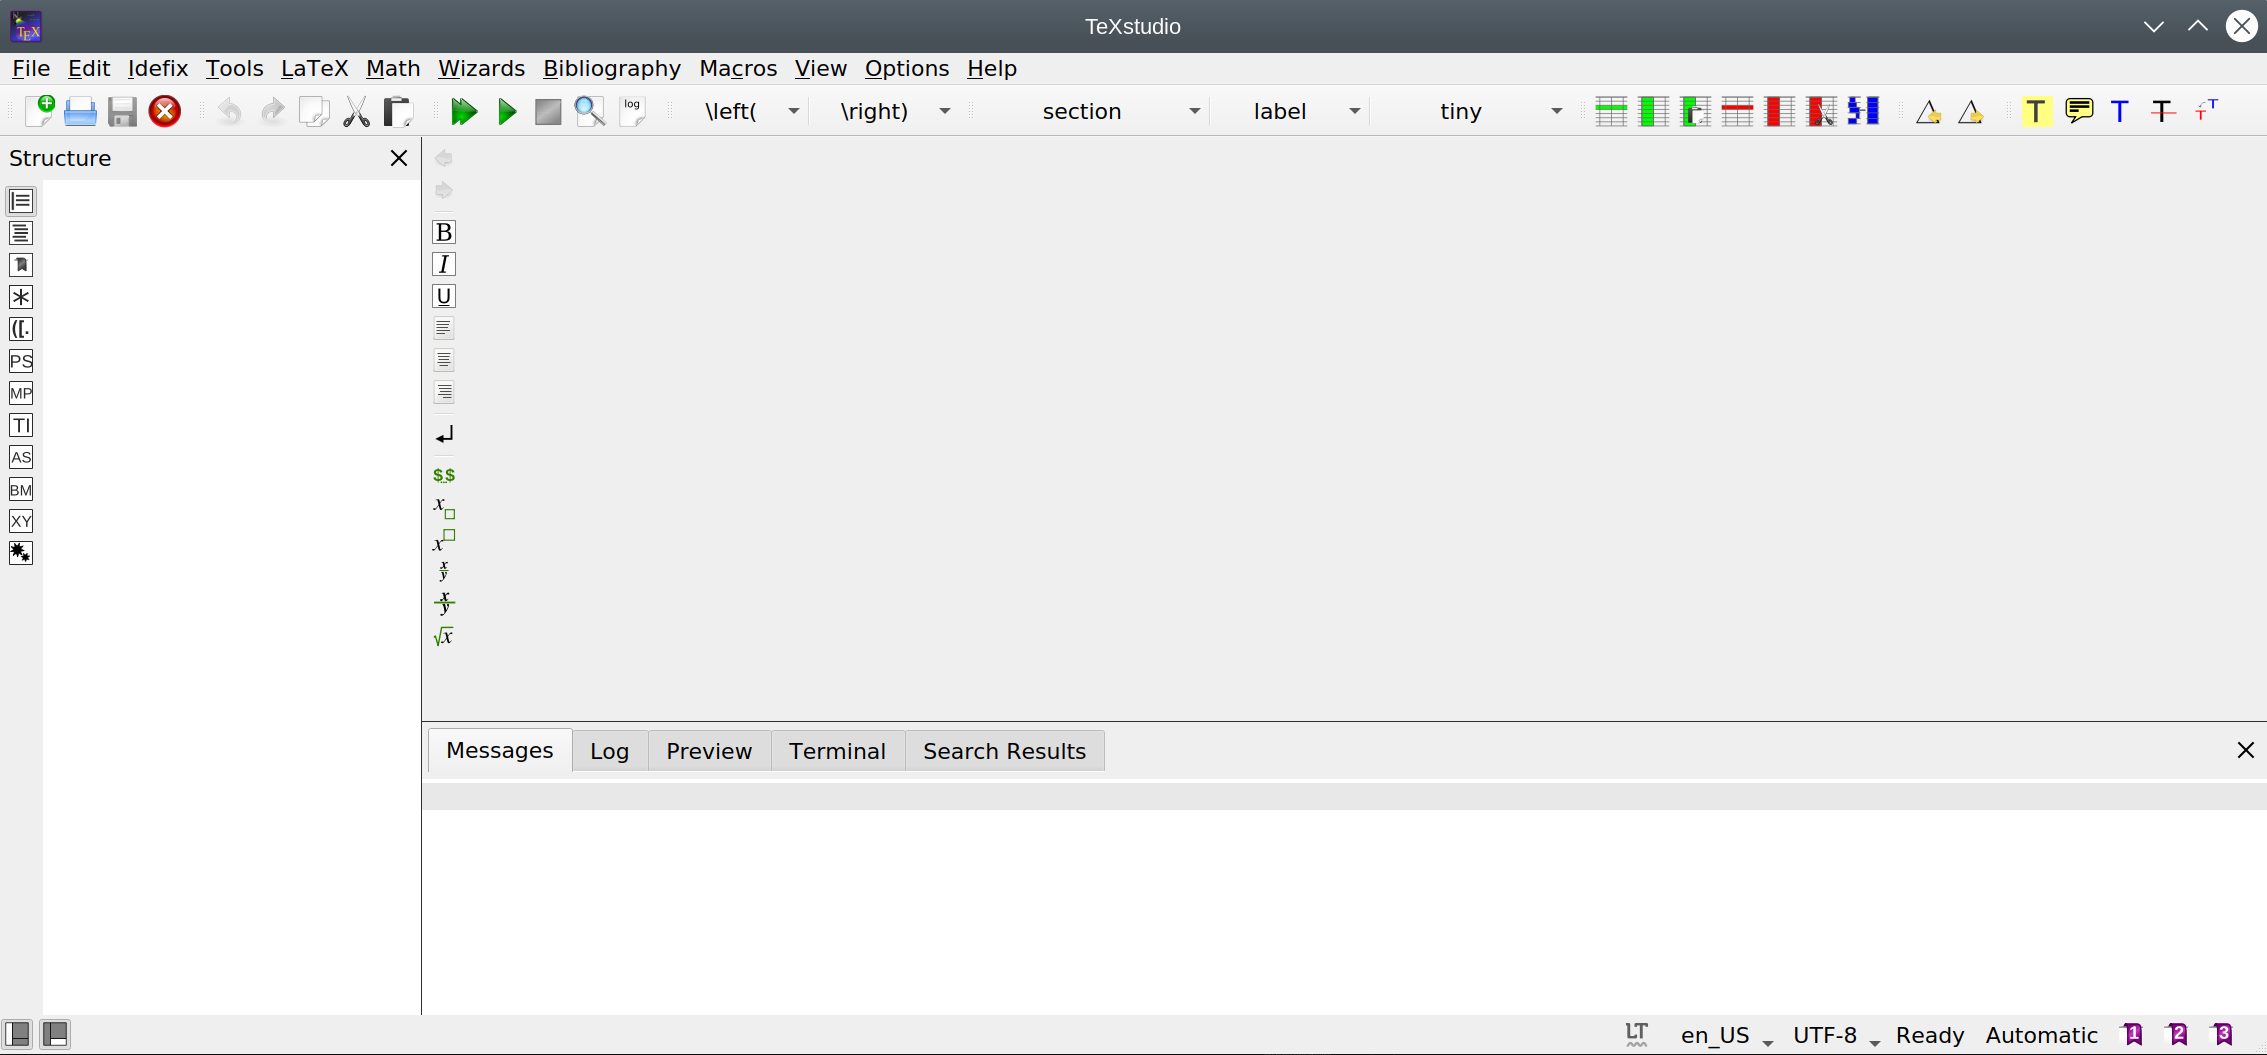 TeXstudio
File Edit Idefix Tools LaTeX Math Wizards Bibliography Macros View Options Help
log \left( \right) section label tiny T T T T
Structure
B
I
U
([.
PS
MP
TI
AS
BM
XY
$..$
x
x
x/y
x/y
√x
Messages Log Preview Terminal Search Results
LT en_US UTF-8 Ready Automatic 1 2 3